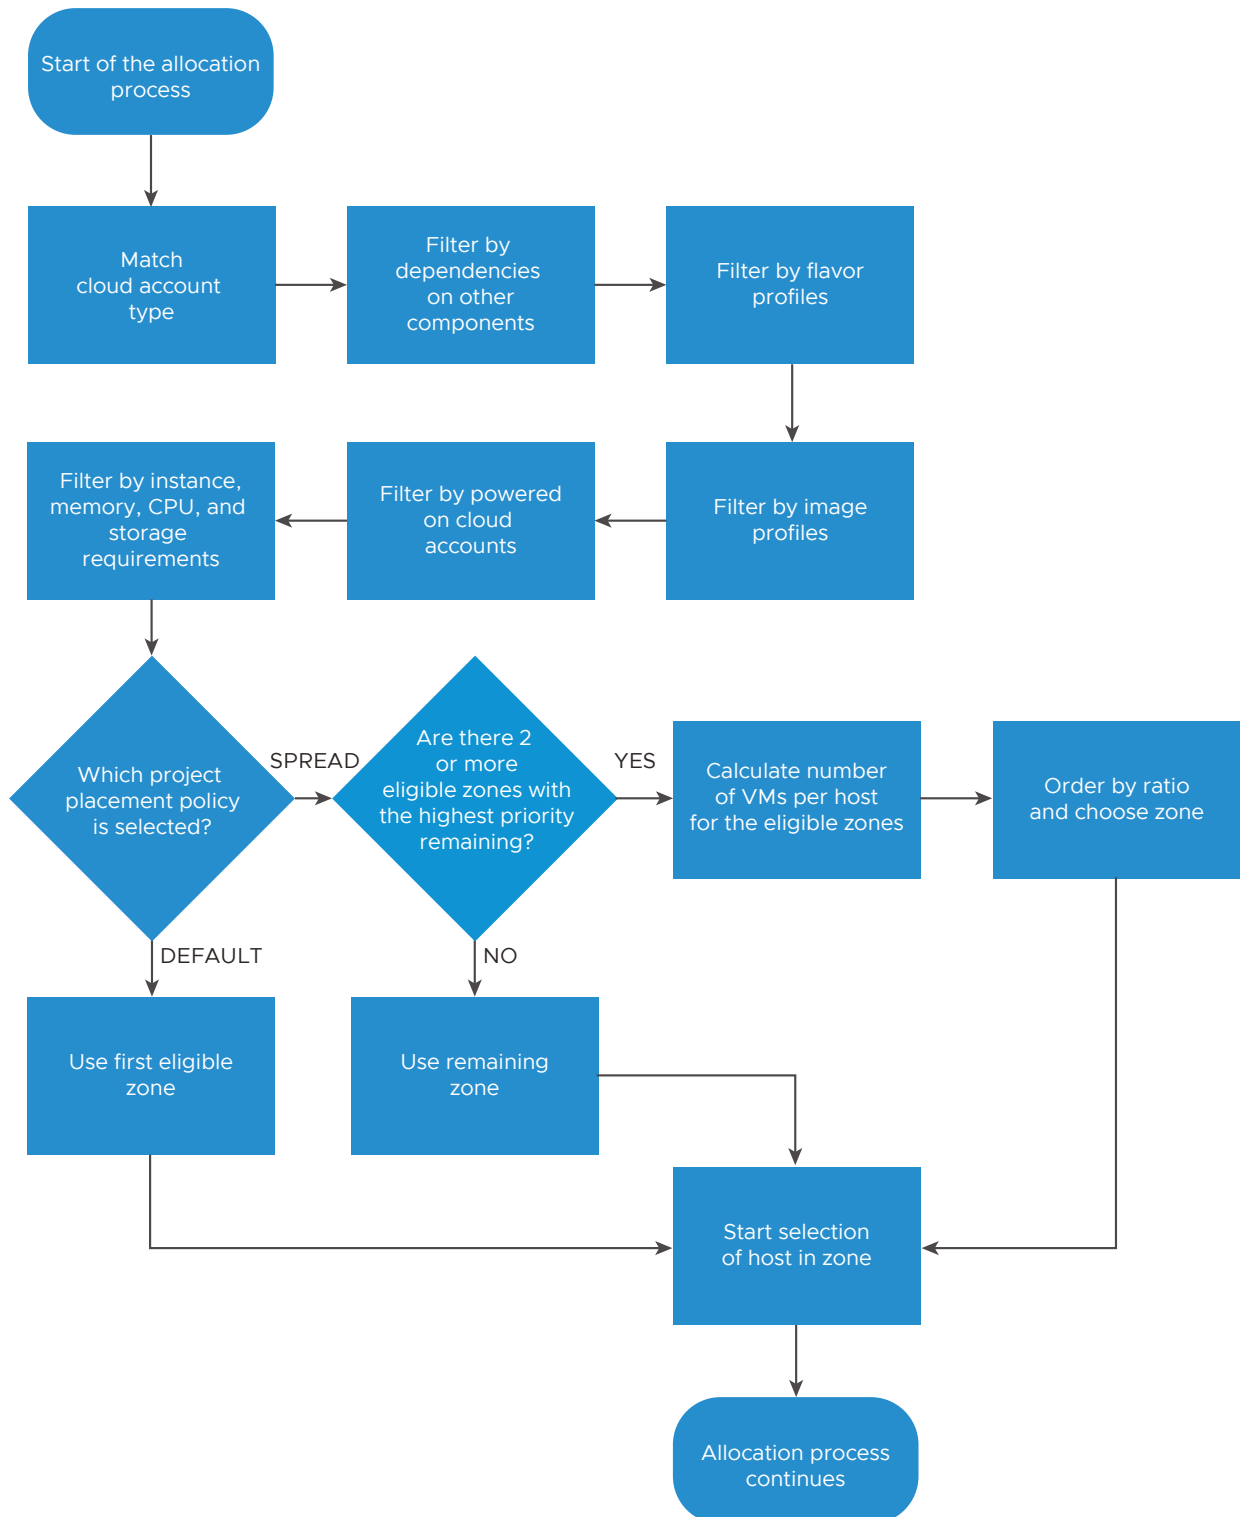 Start of the allocation
process
Match
cloud account
type
Filter by
dependencies
on other
components
Filter by flavor
profiles
Filter by image
profiles
Filter by powered
on cloud
accounts
Filter by instance,
memory, CPU, and
storage
requirements
Which project
placement policy
is selected?
SPREAD
Are there 2
or more
eligible zones with
the highest priority
remaining?
YES
Calculate number
of VMs per host
for the eligible zones
Order by ratio
and choose zone
DEFAULT
NO
Use first eligible
zone
Use remaining
zone
Start selection
of host in zone
Allocation process
continues